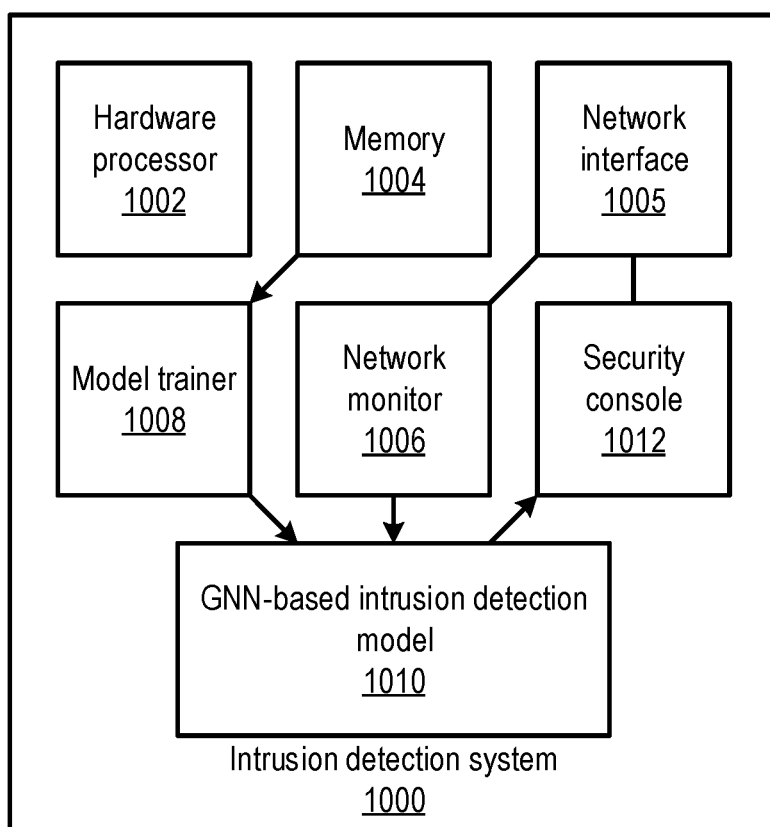 Hardware
processor
1002
Memory
1004
Network
interface
1005
Model trainer
1008
Network
monitor
1006
Security
console
1012
GNN-based intrusion detection
model
1010
Intrusion detection system
1000